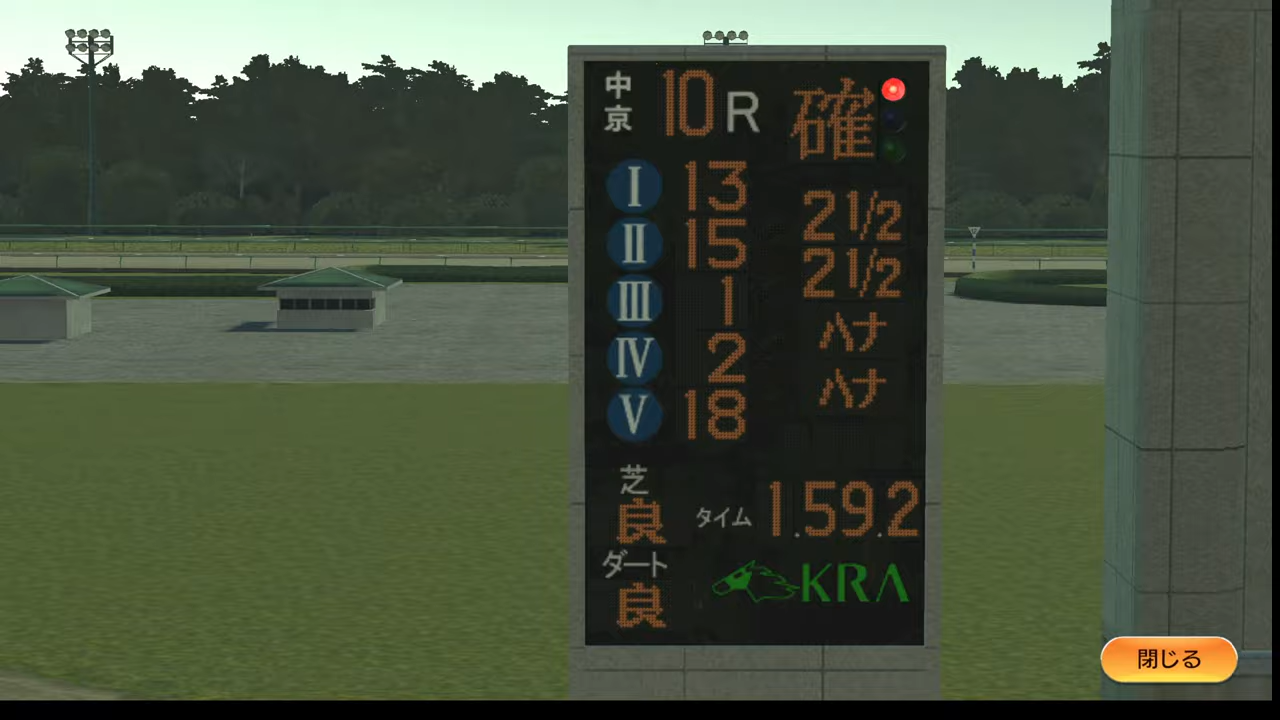 中京 10R 確
Ⅰ 13
2 1/2
Ⅱ 15
2 1/2
Ⅲ 1
ハナ
Ⅳ 2
ハナ
Ⅴ 18
芝
良 タイム 1.59.2
ダート
良 KRA
閉じる